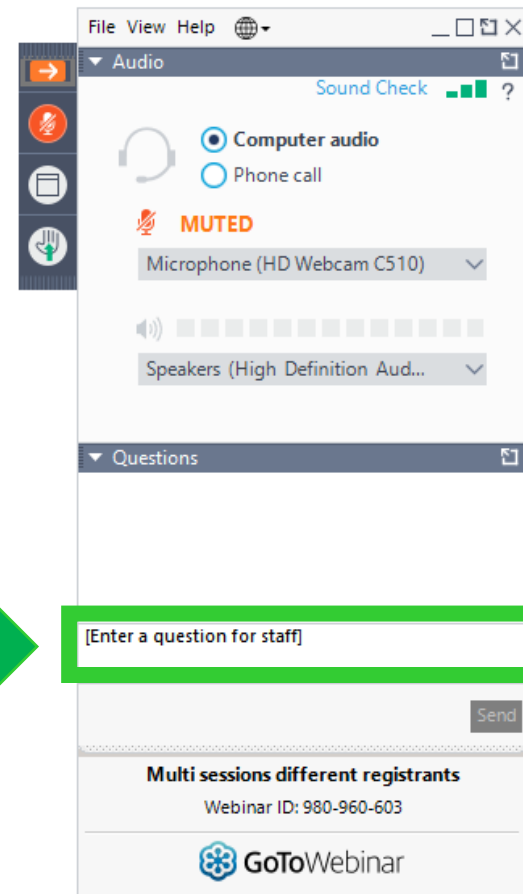 File View Help
Audio
Sound Check ?
Computer audio
Phone call
MUTED
Microphone (HD Webcam C510)
Speakers (High Definition Aud...
Questions
[Enter a question for staff]
Send
Multi sessions different registrants
Webinar ID: 980-960-603
GoToWebinar